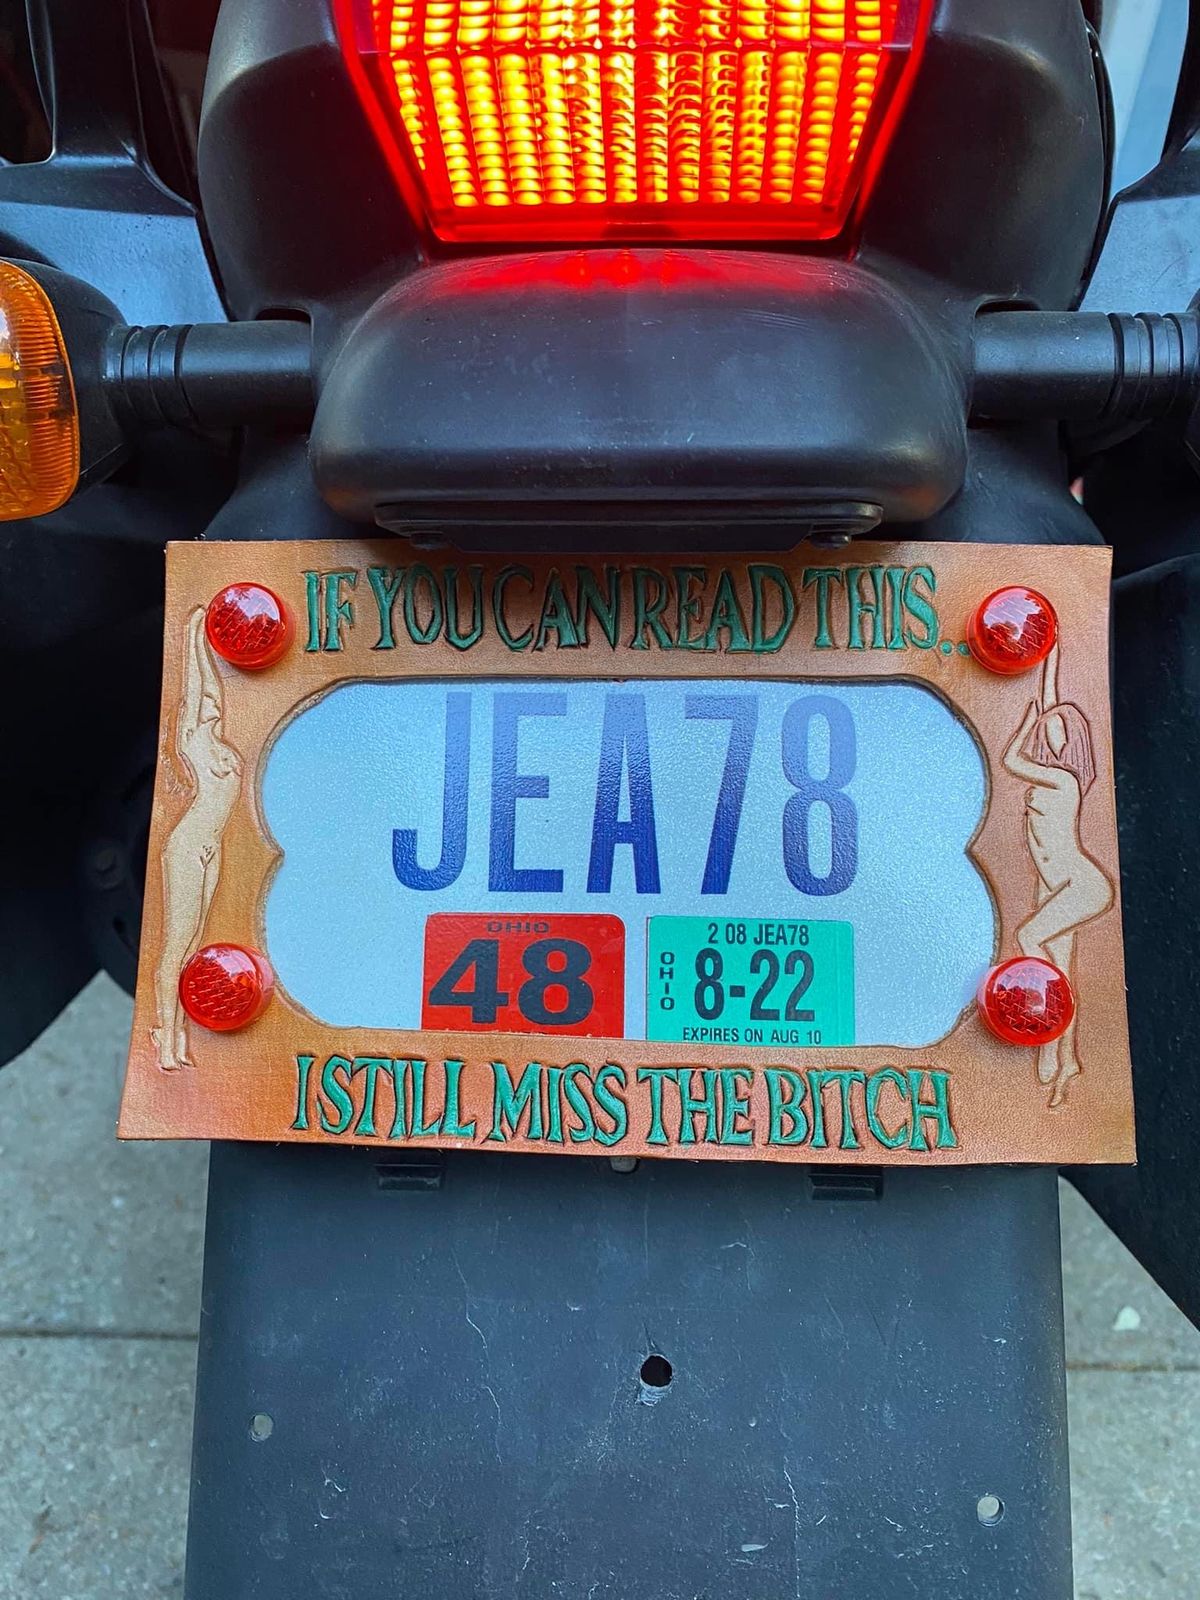 IF YOU CAN READ THIS..
JEA78
OHIO
48
2 08 JEA78
OHIO
8-22
EXPIRES ON AUG 10
I STILL MISS THE BITCH